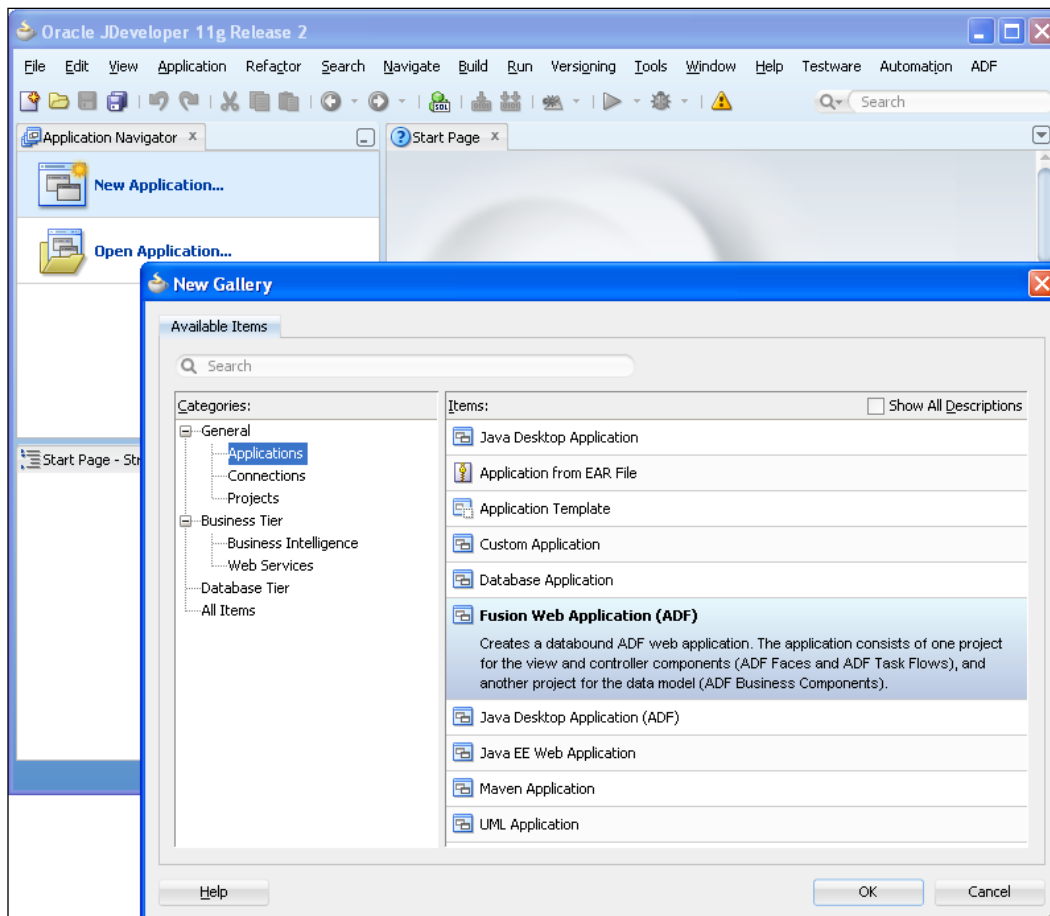 Oracle JDeveloper 11g Release 2
File Edit View Application Refactor Search Navigate Build Run Versioning Tools Window Help Testware Automation ADF
SQL Search
Application Navigator x
Start Page x
New Application...
Open Application...
Start Page - Str
New Gallery
Available Items
Search
Categories:
General
Applications
Connections
Projects
Business Tier
Business Intelligence
Web Services
Database Tier
All Items
Items:
Show All Descriptions
Java Desktop Application
Application from EAR File
Application Template
Custom Application
Database Application
Fusion Web Application (ADF)
Creates a databound ADF web application. The application consists of one project
for the view and controller components (ADF Faces and ADF Task Flows), and
another project for the data model (ADF Business Components).
Java Desktop Application (ADF)
Java EE Web Application
Maven Application
UML Application
Help
OK
Cancel